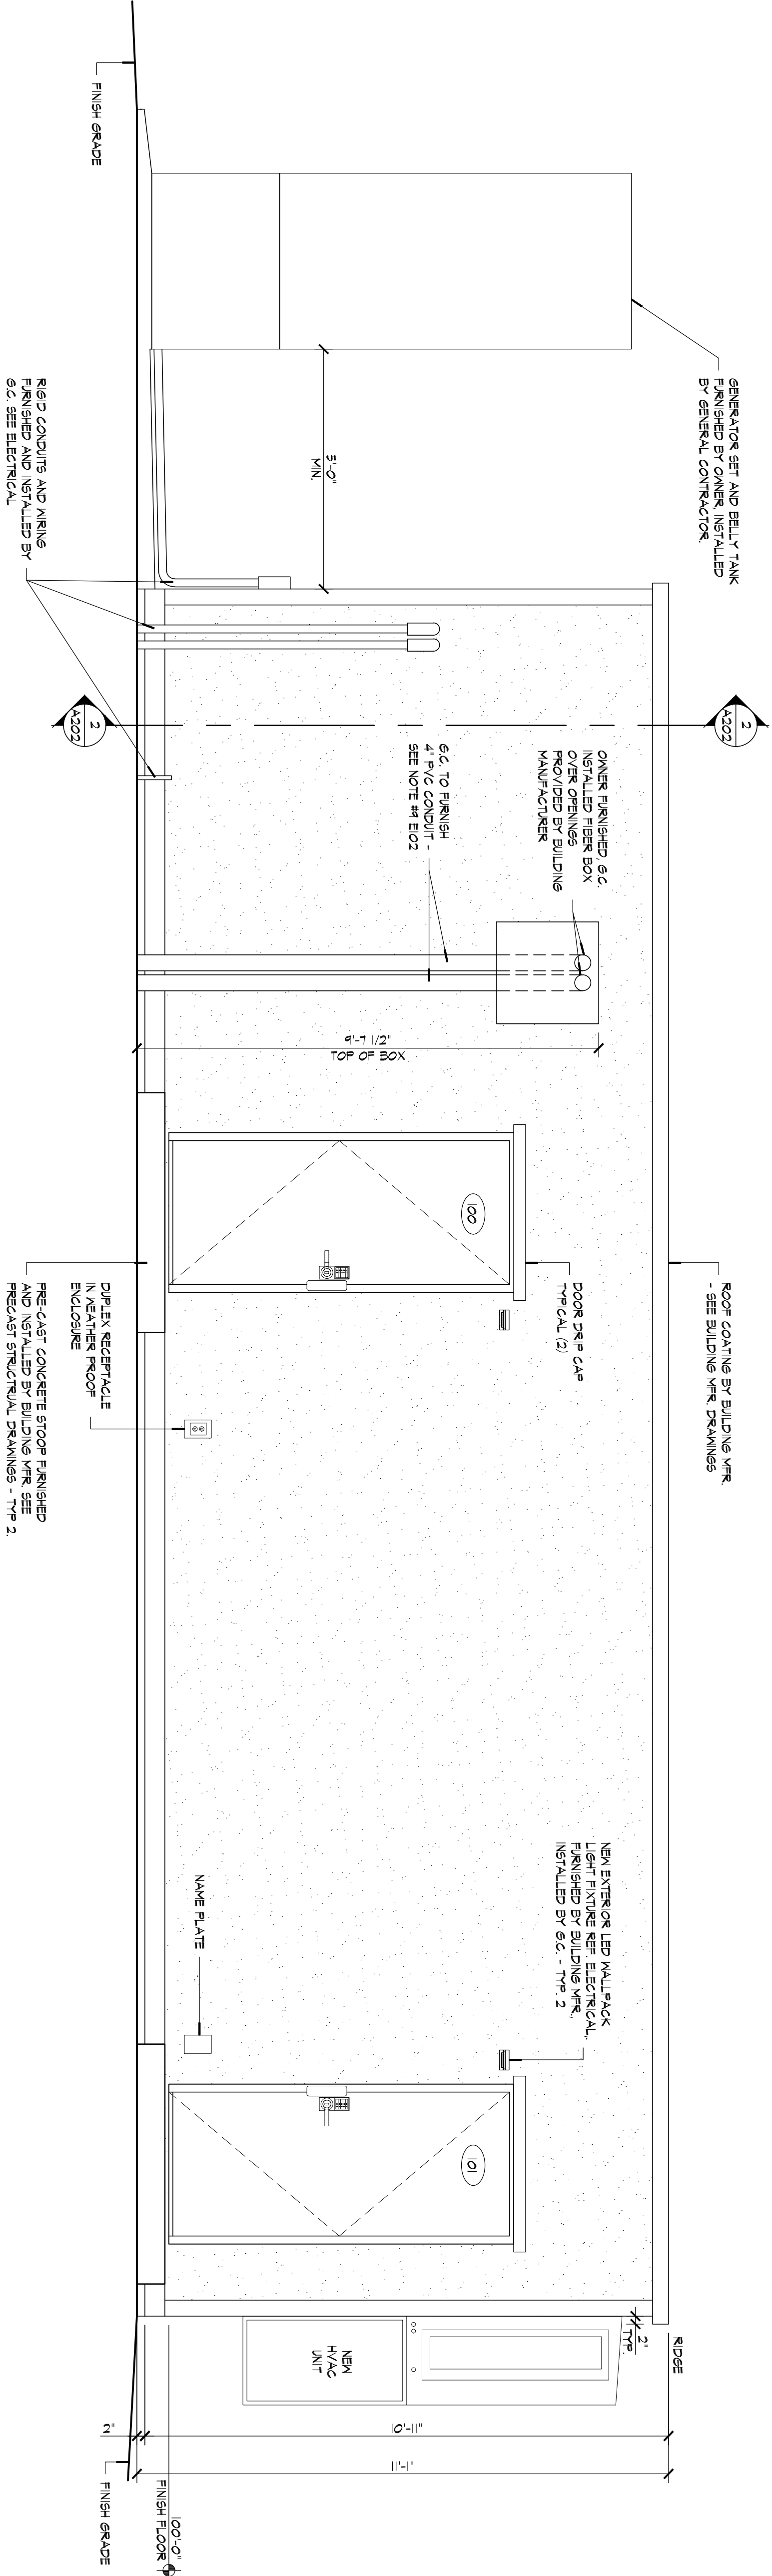 GENERATOR SET AND BELLY TANK
FURNISHED BY OWNER, INSTALLED
BY GENERAL CONTRACTOR.
FINISH GRADE
5'-0"
MIN.
RIGID CONDUITS AND WIRING
FURNISHED AND INSTALLED BY
G.C. SEE ELECTRICAL
2
A202
2
A202
OWNER FURNISHED, G.C.
INSTALLED FIBER BOX
OVER OPENINGS
PROVIDED BY BUILDING
MANUFACTURER
G.C. TO FURNISH
4" PVC CONDUIT -
SEE NOTE #9 E102
9'-7 1/2"
TOP OF BOX
100
DOOR DRIP CAP
TYPICAL (2)
ROOF COATING BY BUILDING MFR.
- SEE BUILDING MFR. DRAWINGS
DUPLEX RECEPTACLE
IN WEATHER PROOF
ENCLOSURE
PRE-CAST CONCRETE STOOP FURNISHED
AND INSTALLED BY BUILDING MFR. SEE
PRECAST STRUCTRUAL DRAWINGS - TYP 2.
NEW EXTERIOR LED WALLPACK
LIGHT FIXTURE REF. ELECTRICAL,
FURNISHED BY BUILDING MFR.,
INSTALLED BY G.C. - TYP. 2
NAME PLATE
101
2"
TYP.
RIDGE
NEW
HVAC
UNIT
10'-11"
2"
11'-1"
100'-0"
FINISH FLOOR
FINISH GRADE